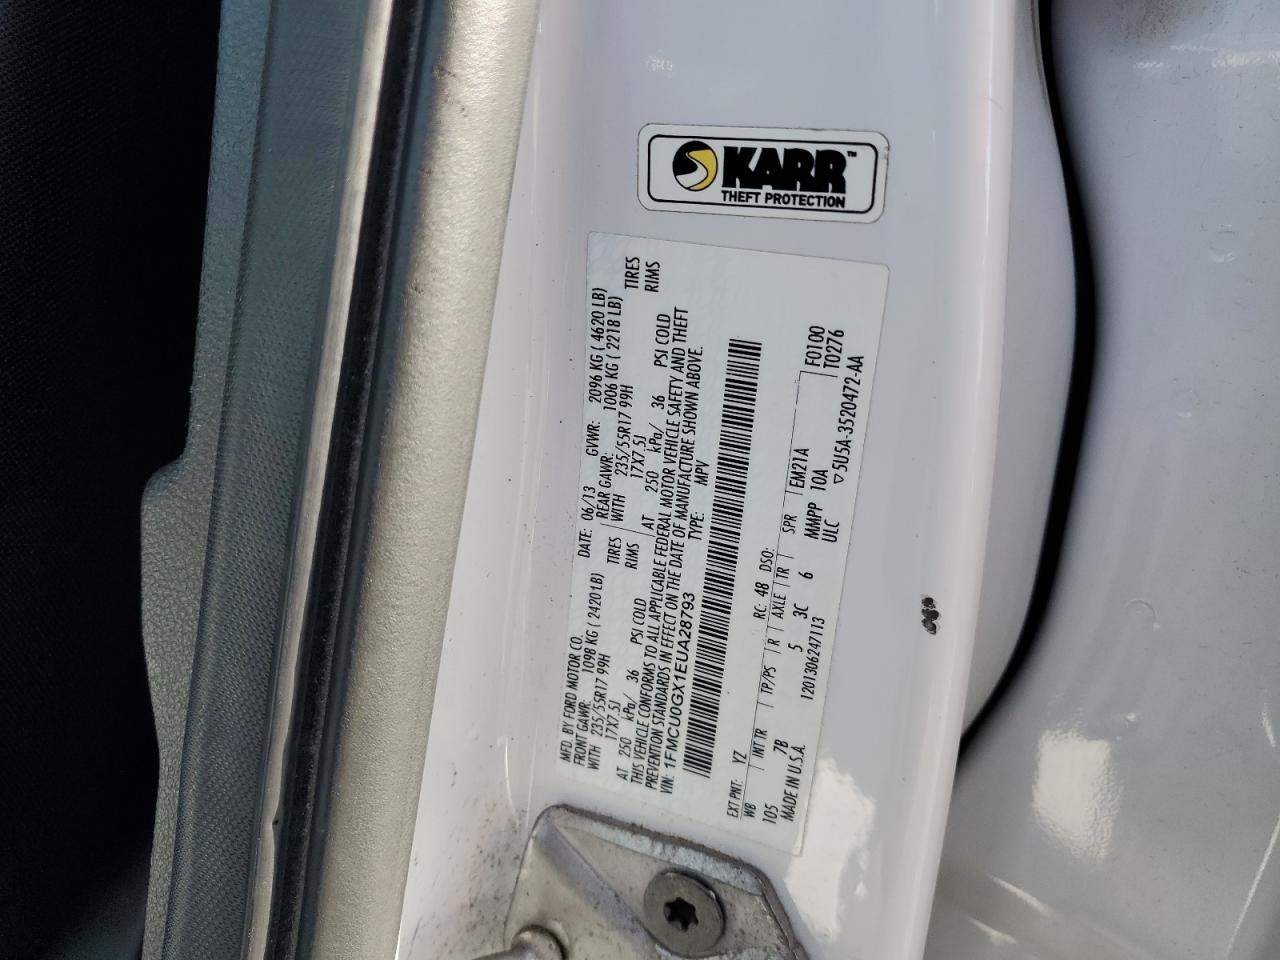 KARR™
THEFT PROTECTION
MFD. BY FORD MOTOR CO.
DATE: 06/13 GVWR: 2096 KG ( 4620 LB)
FRONT GAWR: 1098 KG ( 2420 LB) REAR GAWR: 1006 KG ( 2218 LB)
WITH 235/55R17 99H TIRES WITH 235/55R17 99H TIRES
17X7.5J RIMS 17X7.5J RIMS
AT 250 kPa/ 36 PSI COLD AT 250 kPa/ 36 PSI COLD
THIS VEHICLE CONFORMS TO ALL APPLICABLE FEDERAL MOTOR VEHICLE SAFETY AND THEFT
PREVENTION STANDARDS IN EFFECT ON THE DATE OF MANUFACTURE SHOWN ABOVE.
VIN: 1FMCU0GX1EUA28793 TYPE: MPV
EXT PNT: YZ RC: 48 DSO:
WB INT TR TP/PS R AXLE TR SPR F0100
105 7B 5 3C 6 EM21A T0276
MMPP 10A
MADE IN U.S.A. 1201306247113 ULC ▽5U5A-3520472-AA